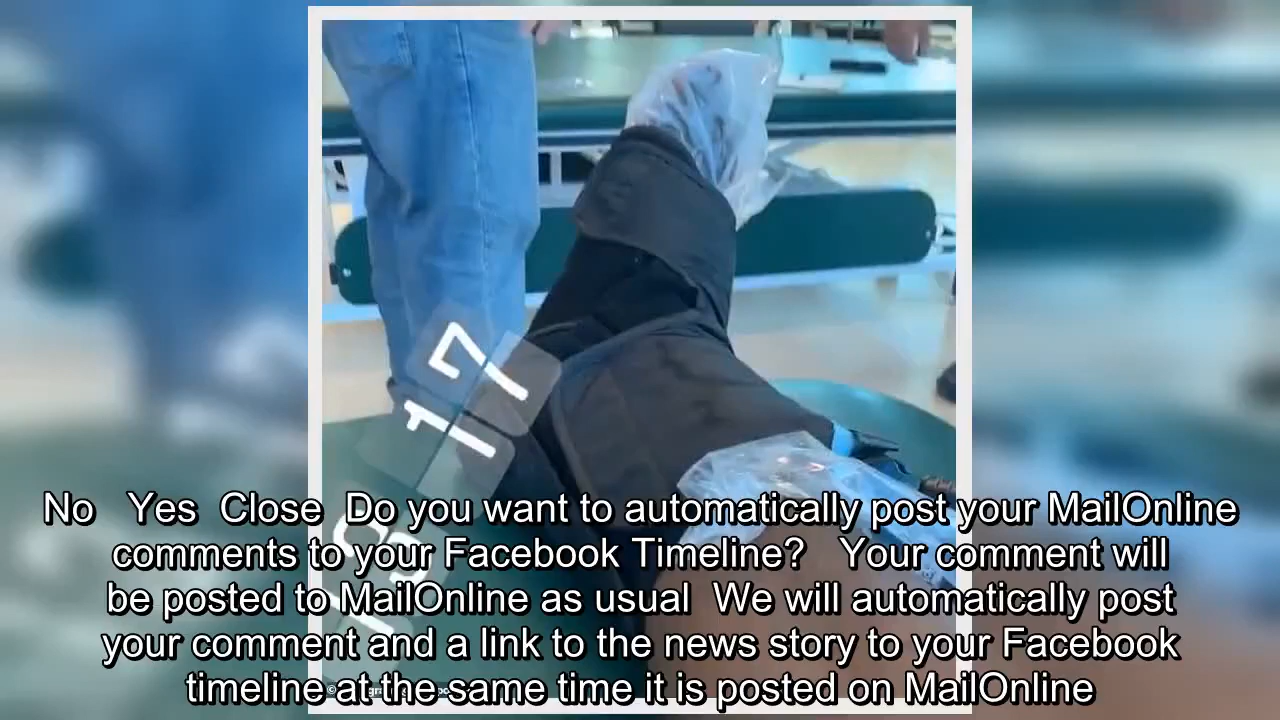 17
17
No Yes Close Do you want to automatically post your MailOnline
comments to your Facebook Timeline? Your comment will
be posted to MailOnline as usual We will automatically post
your comment and a link to the news story to your Facebook
timeline at the same time it is posted on MailOnline